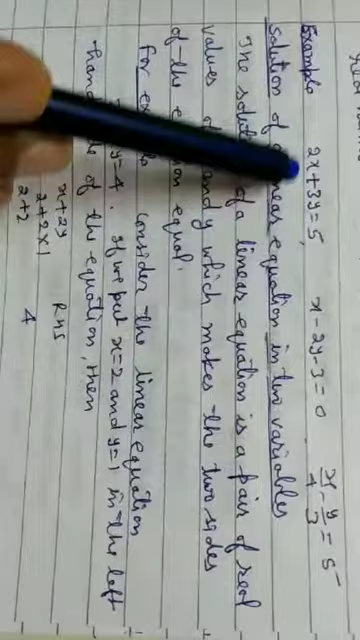 Example 2x+3y=5, x-2y-3=0 x/4-y/3=5
Solution of linear equation in two variables
The of a linear equation is a pair of real
values of and y which makes the two sides
of the equal.
For consider the linear equation
y=4. If we put x=2 and y=1 in the left
hand of the equation, then
x+2y RHS
2+2×1
2+2 4